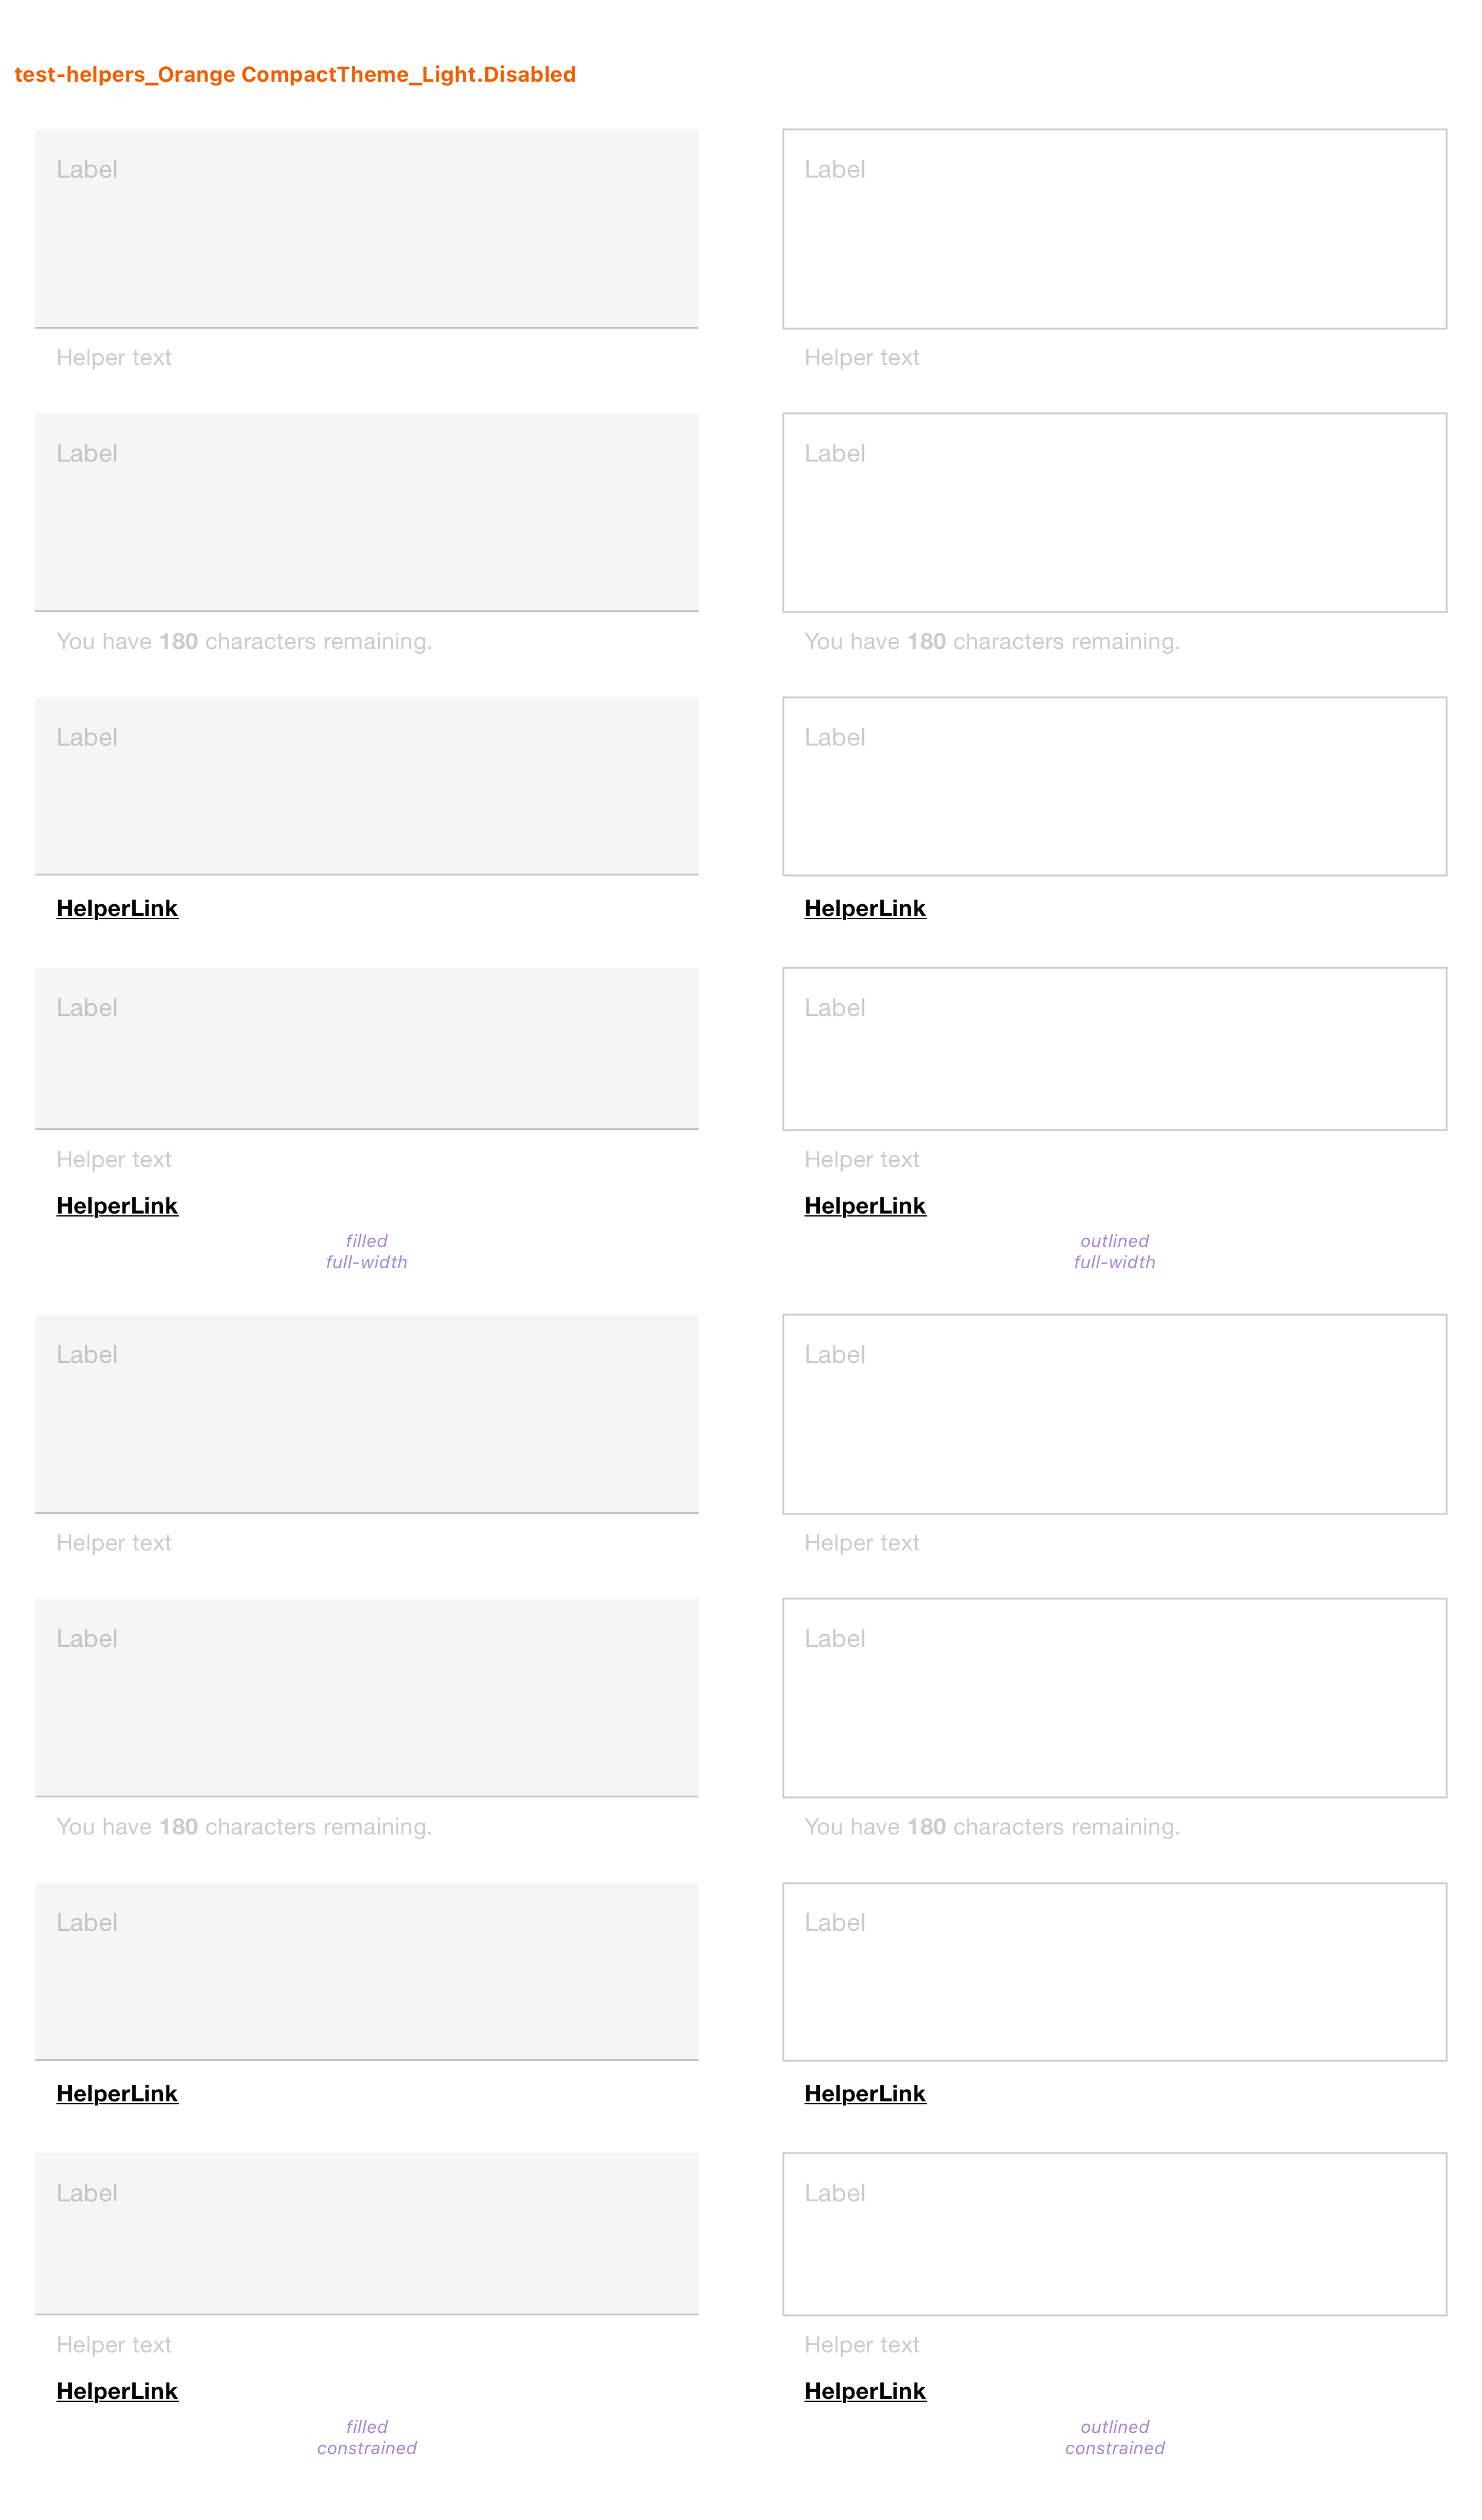 test-helpers_Orange CompactTheme_Light.Disabled
Label
Label
Helper text
Helper text
Label
Label
You have 180 characters remaining.
You have 180 characters remaining.
Label
Label
HelperLink
HelperLink
Label
Label
Helper text
Helper text
HelperLink
HelperLink
filled
full-width
outlined
full-width
Label
Label
Helper text
Helper text
Label
Label
You have 180 characters remaining.
You have 180 characters remaining.
Label
Label
HelperLink
HelperLink
Label
Label
Helper text
Helper text
HelperLink
HelperLink
filled
constrained
outlined
constrained